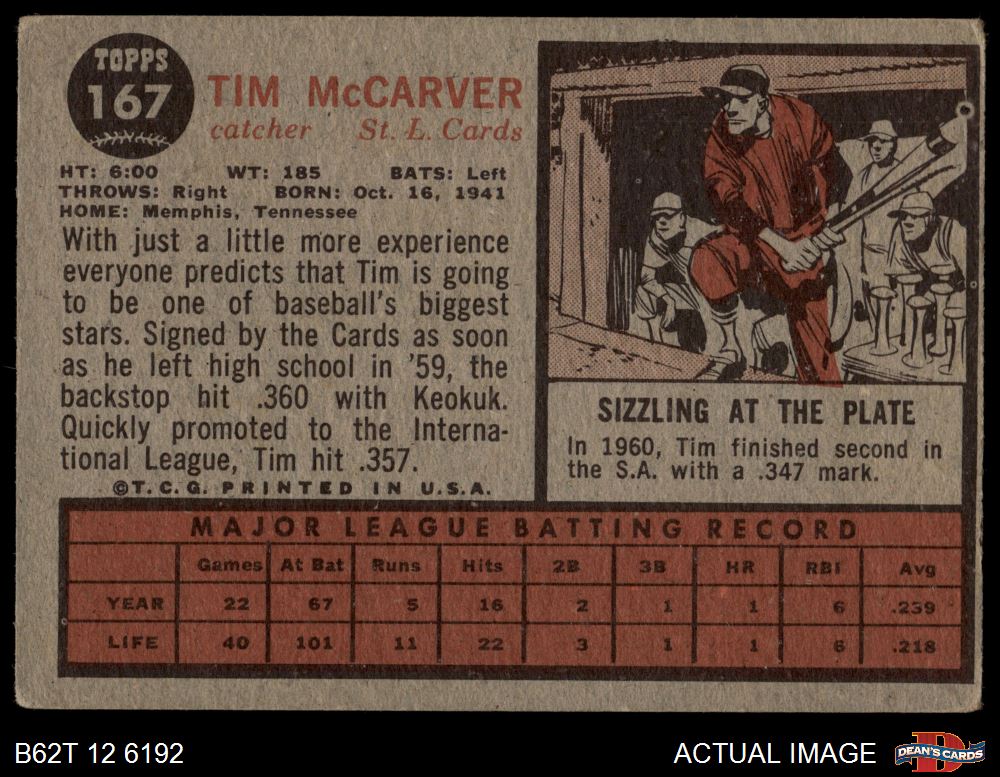 TOPPS
167
TIM McCARVER
catcher St. L. Cards
HT: 6:00 WT: 185 BATS: Left
THROWS: Right BORN: Oct. 16, 1941
HOME: Memphis, Tennessee
With just a little more experience
everyone predicts that Tim is going
to be one of baseball's biggest
stars. Signed by the Cards as soon
as he left high school in '59, the
backstop hit .360 with Keokuk.
Quickly promoted to the Interna-
tional League, Tim hit .357.
©T.C.G. PRINTED IN U.S.A.
SIZZLING AT THE PLATE
In 1960, Tim finished second in
the S.A. with a .347 mark.
MAJOR LEAGUE BATTING RECORD
Games At Bat Runs Hits 2B 3B HR RBI Avg
YEAR 22 67 5 16 2 1 1 6 .239
LIFE 40 101 11 22 3 1 1 6 .218
B62T 12 6192
ACTUAL IMAGE
D
DEAN'S CARDS